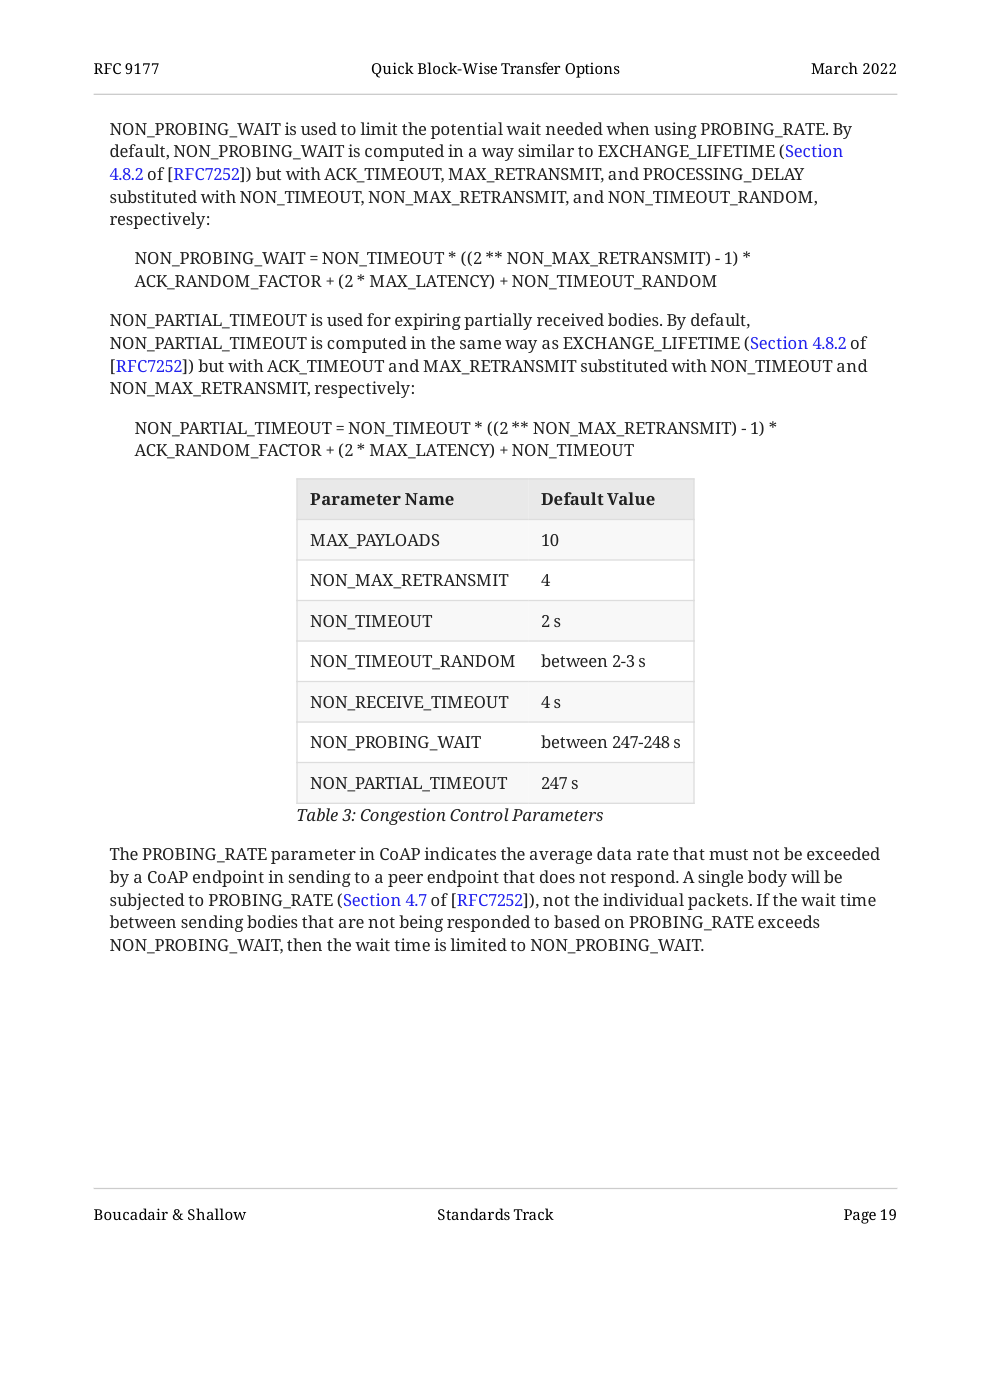 RFC 9177 Quick Block-Wise Transfer Options March 2022
NON_PROBING_WAIT is used to limit the potential wait needed when using PROBING_RATE. By
default, NON_PROBING_WAIT is computed in a way similar to EXCHANGE_LIFETIME (Section
4.8.2 of [RFC7252]) but with ACK_TIMEOUT, MAX_RETRANSMIT, and PROCESSING_DELAY
substituted with NON_TIMEOUT, NON_MAX_RETRANSMIT, and NON_TIMEOUT_RANDOM,
respectively:
NON_PROBING_WAIT = NON_TIMEOUT * ((2 ** NON_MAX_RETRANSMIT) - 1) *
ACK_RANDOM_FACTOR + (2 * MAX_LATENCY) + NON_TIMEOUT_RANDOM
NON_PARTIAL_TIMEOUT is used for expiring partially received bodies. By default,
NON_PARTIAL_TIMEOUT is computed in the same way as EXCHANGE_LIFETIME (Section 4.8.2 of
[RFC7252]) but with ACK_TIMEOUT and MAX_RETRANSMIT substituted with NON_TIMEOUT and
NON_MAX_RETRANSMIT, respectively:
NON_PARTIAL_TIMEOUT = NON_TIMEOUT * ((2 ** NON_MAX_RETRANSMIT) - 1) *
ACK_RANDOM_FACTOR + (2 * MAX_LATENCY) + NON_TIMEOUT
Parameter Name Default Value
MAX_PAYLOADS 10
NON_MAX_RETRANSMIT 4
NON_TIMEOUT 2 s
NON_TIMEOUT_RANDOM between 2-3 s
NON_RECEIVE_TIMEOUT 4 s
NON_PROBING_WAIT between 247-248 s
NON_PARTIAL_TIMEOUT 247 s
Table 3: Congestion Control Parameters
The PROBING_RATE parameter in CoAP indicates the average data rate that must not be exceeded
by a CoAP endpoint in sending to a peer endpoint that does not respond. A single body will be
subjected to PROBING_RATE (Section 4.7 of [RFC7252]), not the individual packets. If the wait time
between sending bodies that are not being responded to based on PROBING_RATE exceeds
NON_PROBING_WAIT, then the wait time is limited to NON_PROBING_WAIT.
Boucadair & Shallow Standards Track Page 19